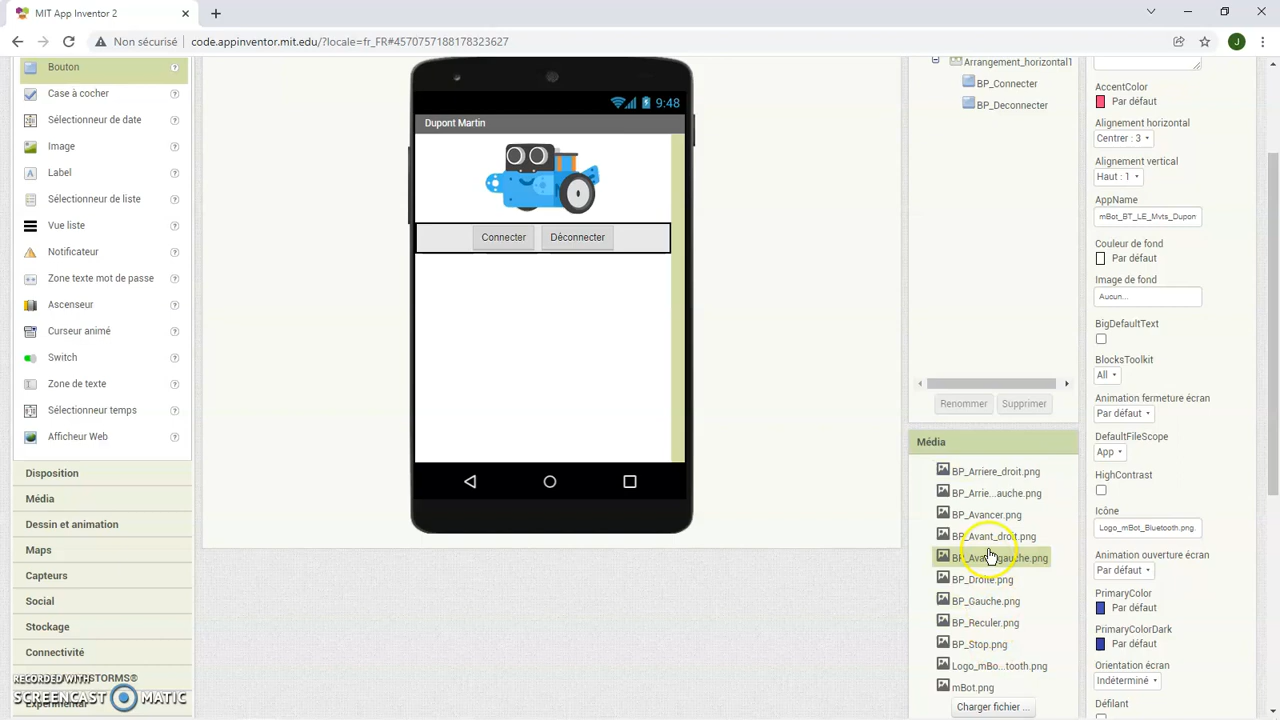 MIT App Inventor 2
Non sécurisé
code.appinventor.mit.edu/?locale=fr_FR#4570757188178323627
J
Bouton
Case à cocher
Sélectionneur de date
Image
Label
Sélectionneur de liste
Vue liste
Notificateur
Zone texte mot de passe
Ascenseur
Curseur animé
Switch
Zone de texte
Sélectionneur temps
Afficheur Web
Disposition
Média
Dessin et animation
Maps
Capteurs
Social
Stockage
Connectivité
RECORDED WITH
SCREENCAST MATIC
9:48
Dupont Martin
Connecter
Déconnecter
Arrangement_horizontal1
BP_Connecter
BP_Deconnecter
Renommer
Supprimer
Média
BP_Arriere_droit.png
BP_Arrie...auche.png
BP_Avancer.png
BP_Avant_droit.png
BP_Droite.png
BP_Gauche.png
BP_Reculer.png
BP_Stop.png
Logo_mBo...tooth.png
mBot.png
Charger fichier ...
AccentColor
Par défaut
Alignement horizontal
Centrer : 3
Alignement vertical
Haut : 1
AppName
mBot_BT_LE_Mvts_Dupon
Couleur de fond
Par défaut
Image de fond
Aucun...
BigDefaultText
BlocksToolkit
All
Animation fermeture écran
Par défaut
DefaultFileScope
App
HighContrast
Icône
Logo_mBot_Bluetooth.png.
Animation ouverture écran
Par défaut
PrimaryColor
Par défaut
PrimaryColorDark
Par défaut
Orientation écran
Indéterminé
Défilant